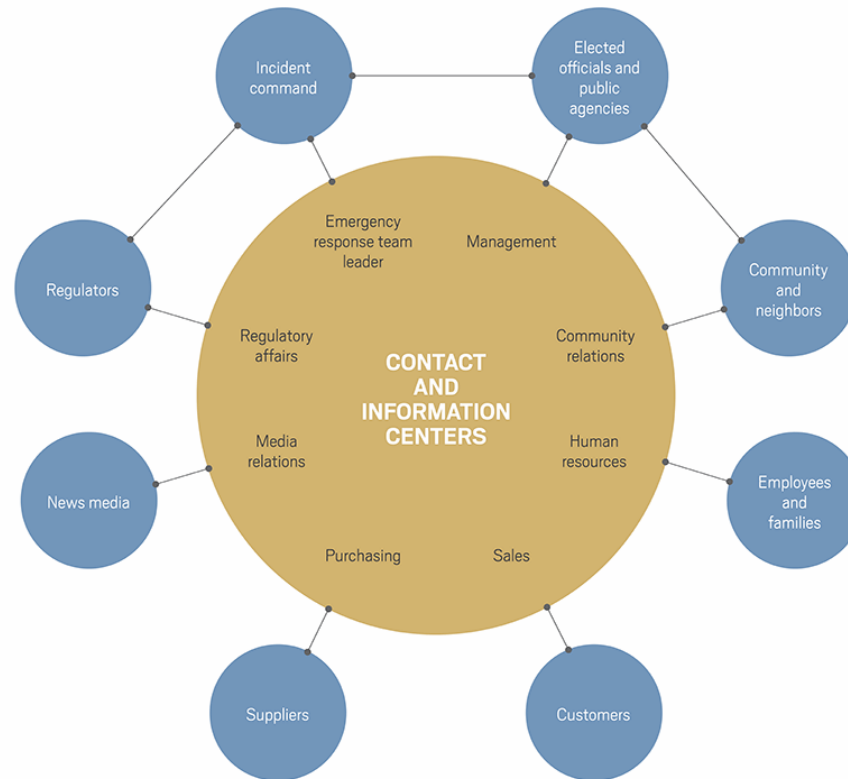 Incident
command
Elected
officials and
public
agencies
Emergency
response team
leader
Management
Regulators
Community
and
neighbors
Regulatory
affairs
Community
relations
CONTACT
AND
INFORMATION
CENTERS
Media
relations
Human
resources
News media
Employees
and
families
Purchasing
Sales
Suppliers
Customers